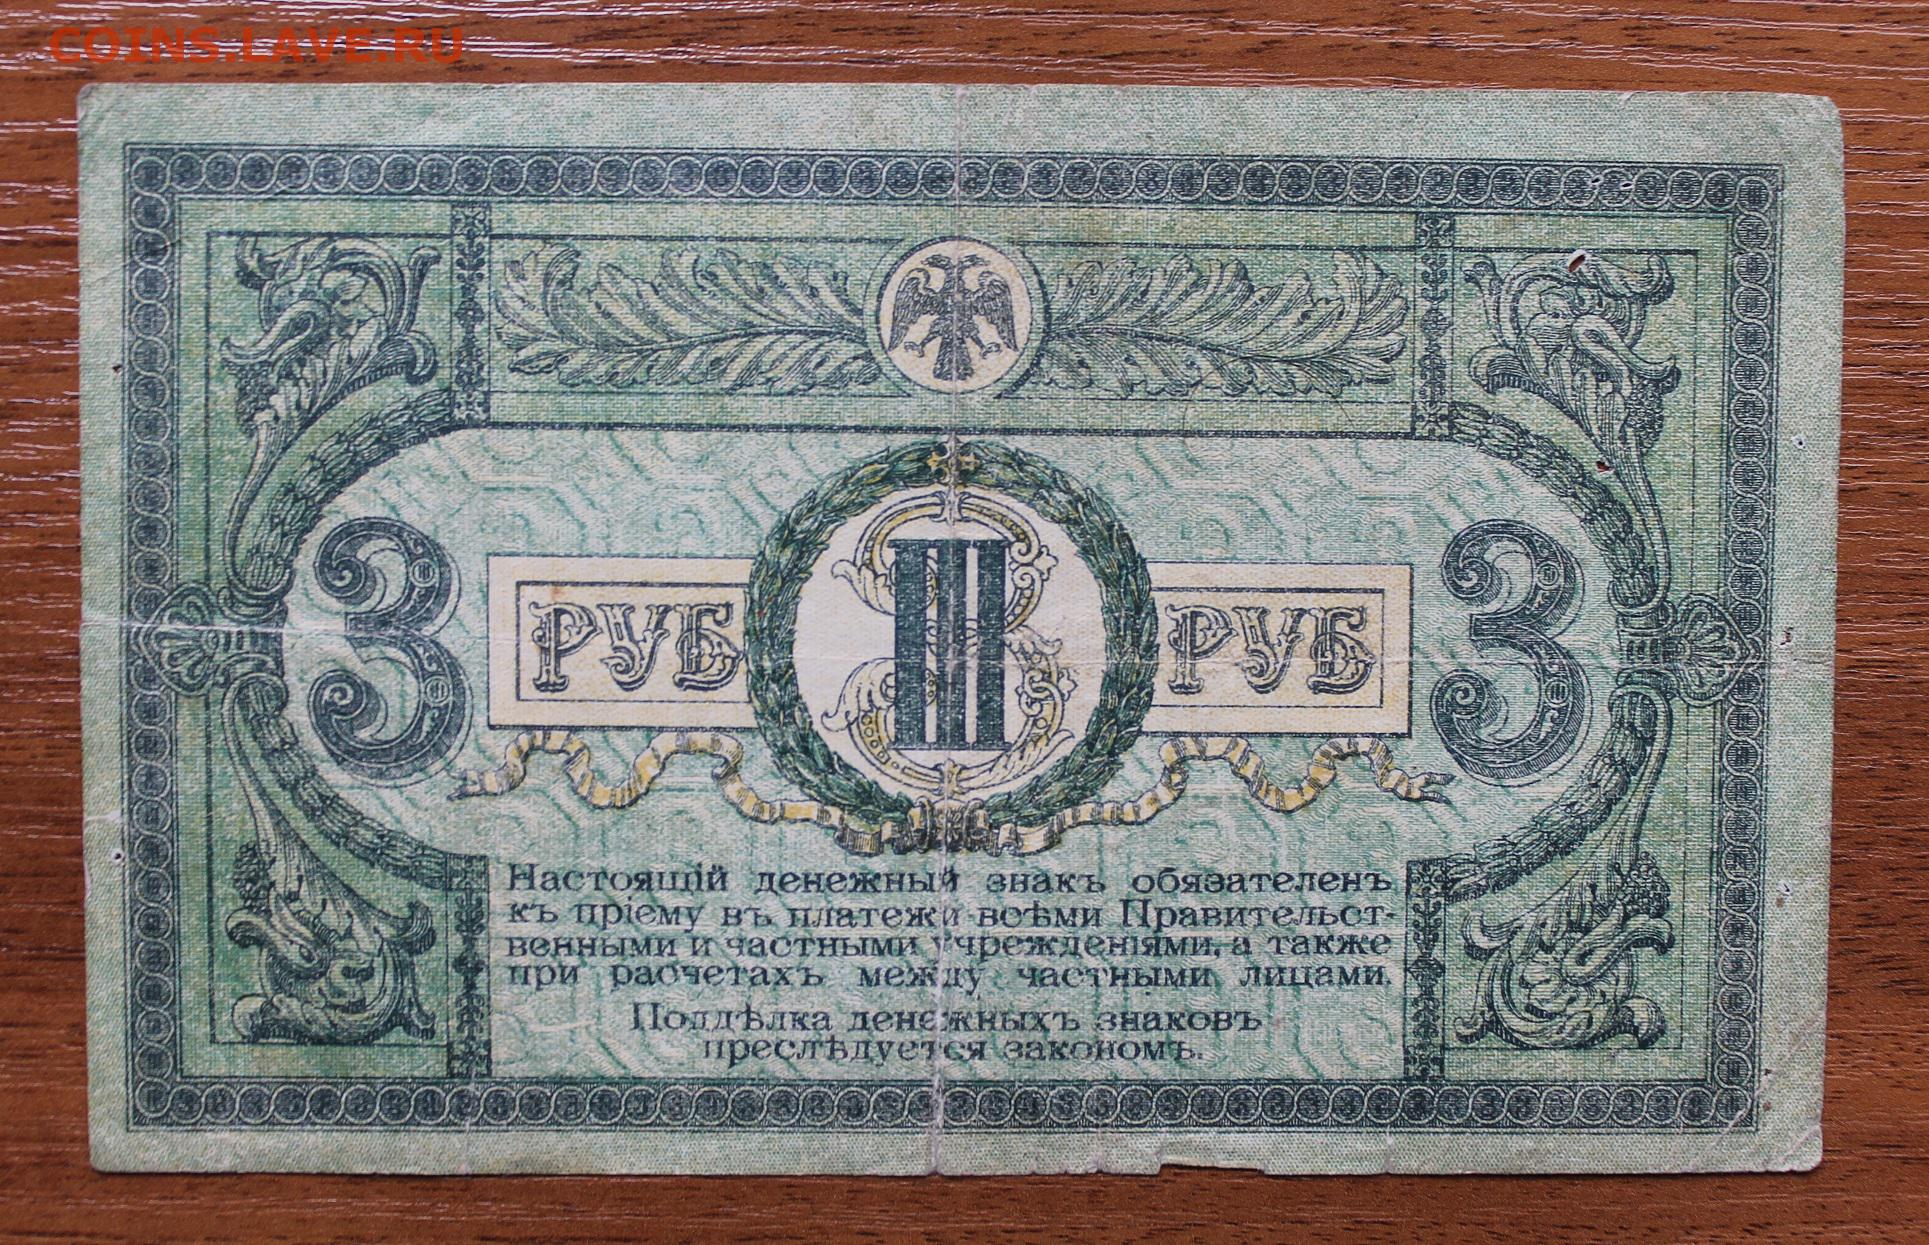 COINS.LAVE.RU
3 РУБ III РУБ 3
Настоящій денежный знакъ обязателенъ
къ пріему въ платежи всѣми Правительст-
венными и частными учрежденіями, а также
при расчетахъ между частными лицами.
Поддѣлка денежныхъ знаковъ
преслѣдуется закономъ.